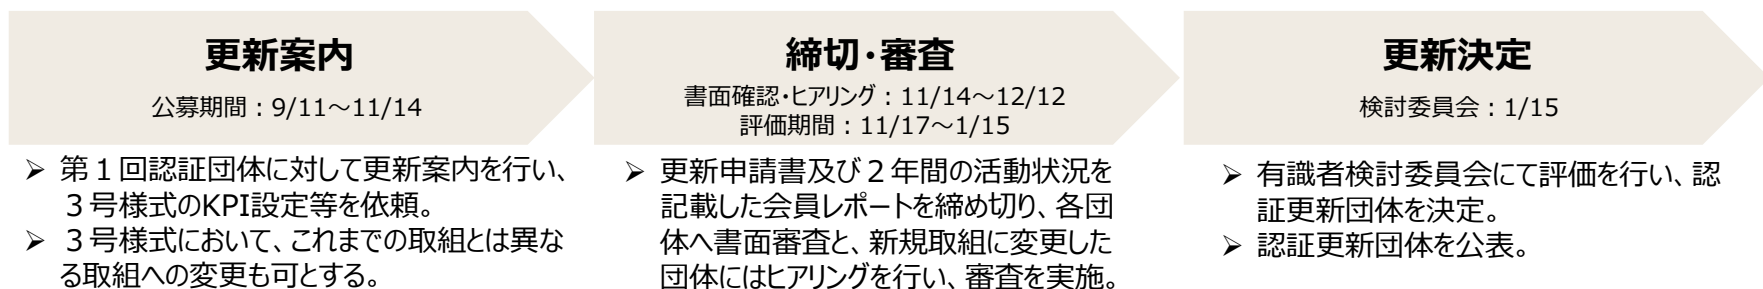 更新案内
公募期間：9/11～11/14
➢ 第１回認証団体に対して更新案内を行い、
３号様式のKPI設定等を依頼。
➢ ３号様式において、これまでの取組とは異な
る取組への変更も可とする。
締切・審査
書面確認・ヒアリング：11/14～12/12
評価期間：11/17～1/15
➢ 更新申請書及び２年間の活動状況を
記載した会員レポートを締め切り、各団
体へ書面審査と、新規取組に変更した
団体にはヒアリングを行い、審査を実施。
更新決定
検討委員会：1/15
➢ 有識者検討委員会にて評価を行い、認
証更新団体を決定。
➢ 認証更新団体を公表。